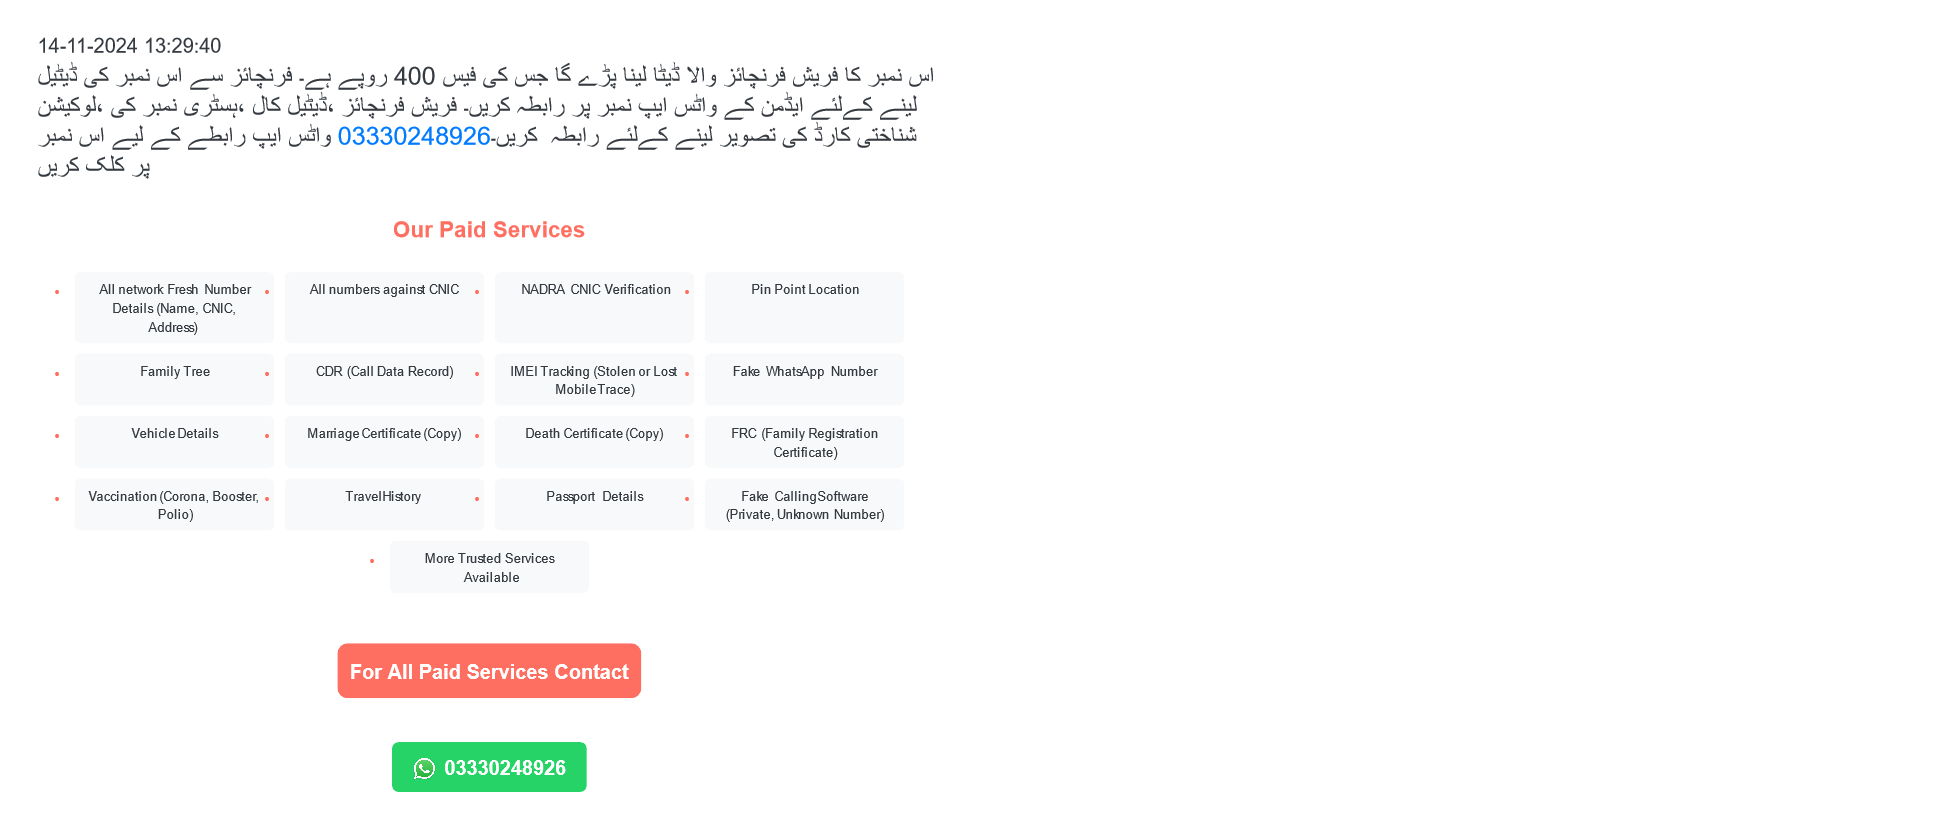 14-11-2024 13:29:40
اس نمبر کا فریش فرنچائز والا ڈیٹا لینا پڑے گا جس کی فیس 400 روپے ہے۔ فرنچائز سے اس نمبر کی ڈیٹیل
لینے کےلئے ایڈمن کے واٹس ایپ نمبر پر رابطہ کریں۔ فریش فرنچائز ،ڈیٹیل کال ،ہسٹری نمبر کی ،لوکیشن
شناختی کارڈ کی تصویر لینے کےلئے رابطہ کریں۔03330248926 واٹس ایپ رابطے کے لیے اس نمبر
پر کلک کریں
Our Paid Services
All network Fresh Number
Details (Name, CNIC,
Address)
All numbers against CNIC
NADRA CNIC Verification
Pin Point Location
Family Tree
CDR (Call Data Record)
IMEI Tracking (Stolen or Lost
Mobile Trace)
Fake WhatsApp Number
Vehicle Details
Marriage Certificate (Copy)
Death Certificate (Copy)
FRC (Family Registration
Certificate)
Vaccination (Corona, Booster,
Polio)
Travel History
Passport Details
Fake Calling Software
(Private, Unknown Number)
More Trusted Services
Available
For All Paid Services Contact
03330248926